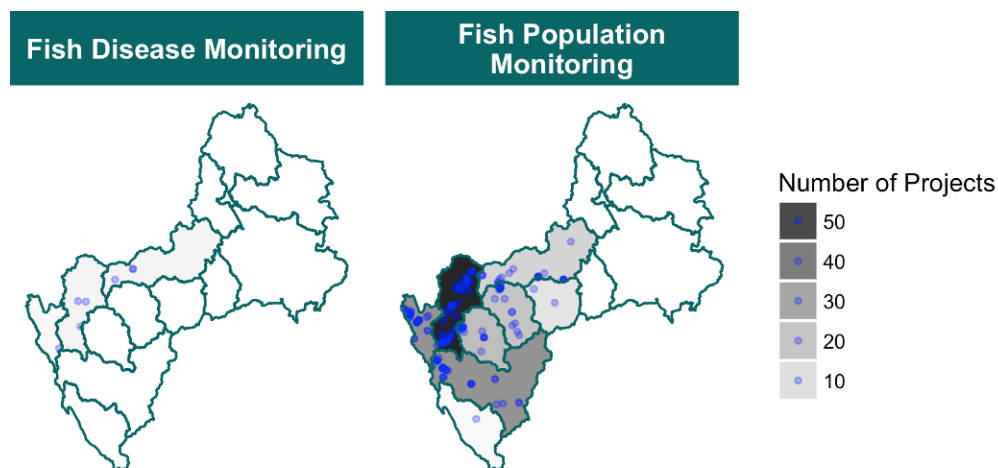 Fish Disease Monitoring
Fish Population
Monitoring
Number of Projects
50
40
30
20
10